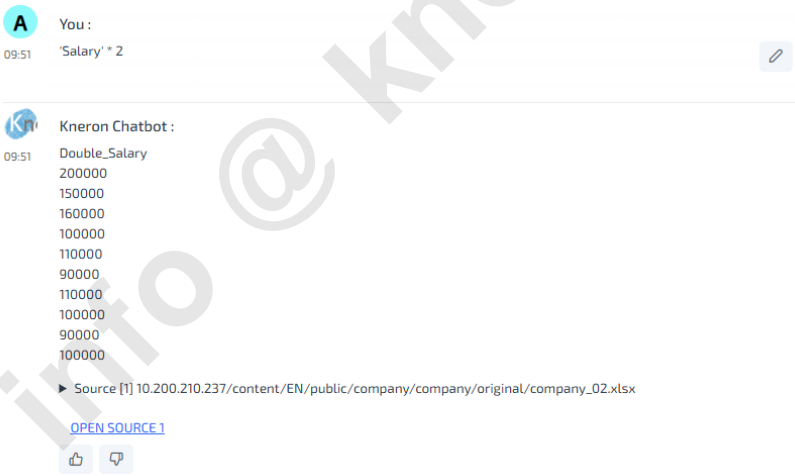 A
You :
09:51
'Salary' * 2
Kn
Kneron Chatbot :
09:51
Double_Salary
200000
150000
160000
100000
110000
90000
110000
100000
90000
100000
▶ Source [1] 10.200.210.237/content/EN/public/company/company/original/company_02.xlsx
OPEN SOURCE 1
info @ kn